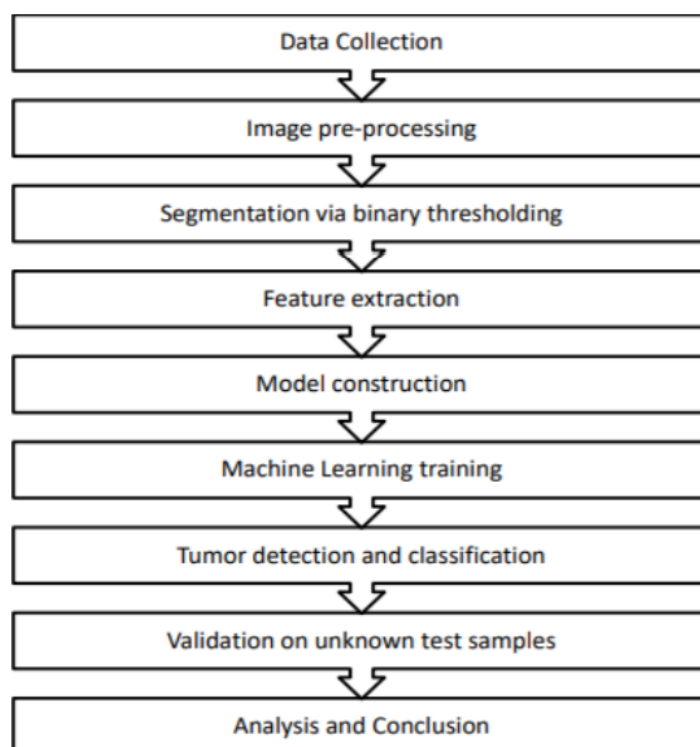 Data Collection
Image pre-processing
Segmentation via binary thresholding
Feature extraction
Model construction
Machine Learning training
Tumor detection and classification
Validation on unknown test samples
Analysis and Conclusion